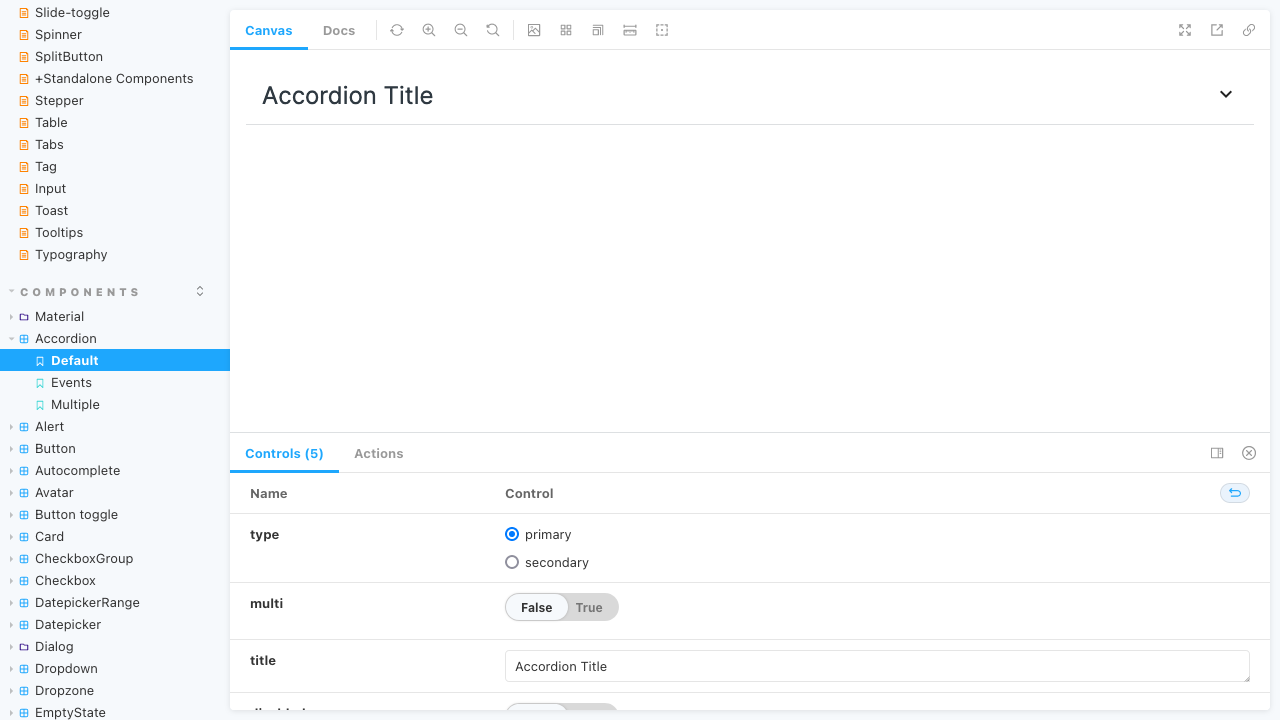 Slide-toggle
Spinner
SplitButton
+Standalone Components
Stepper
Table
Tabs
Tag
Input
Toast
Tooltips
Typography
COMPONENTS
Material
Accordion
Default
Events
Multiple
Alert
Button
Autocomplete
Avatar
Button toggle
Card
CheckboxGroup
Checkbox
DatepickerRange
Datepicker
Dialog
Dropdown
Dropzone
EmptyState
Canvas
Docs
Accordion Title
Controls (5)
Actions
Name
Control
type
primary
secondary
multi
False True
title
Accordion Title